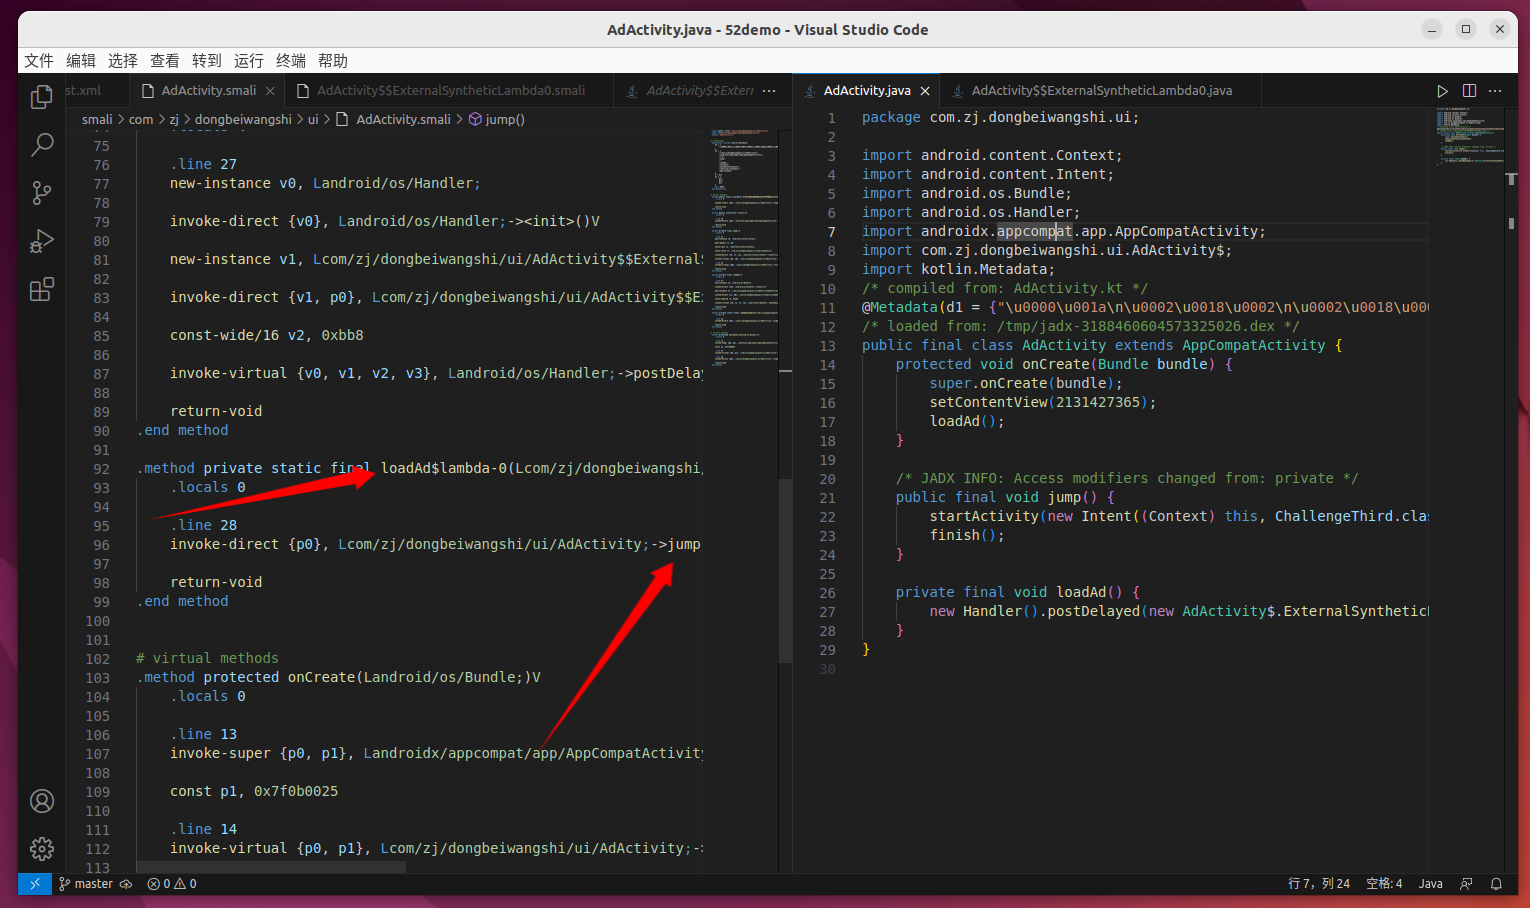 AdActivity.java - 52demo - Visual Studio Code
文件 编辑 选择 查看 转到 运行 终端 帮助
st.xml AdActivity.smali AdActivity$$ExternalSyntheticLambda0.smali AdActivity$$Extern ···
smali > com > zj > dongbeiwangshi > ui > AdActivity.smali > jump()
75
76 .line 27
77 new-instance v0, Landroid/os/Handler;
78
79 invoke-direct {v0}, Landroid/os/Handler;-><init>()V
80
81 new-instance v1, Lcom/zj/dongbeiwangshi/ui/AdActivity$$External
82
83 invoke-direct {v1, p0}, Lcom/zj/dongbeiwangshi/ui/AdActivity$$E
84
85 const-wide/16 v2, 0xbb8
86
87 invoke-virtual {v0, v1, v2, v3}, Landroid/os/Handler;->postDelay
88
89 return-void
90 .end method
91
92 .method private static final loadAd$lambda-0(Lcom/zj/dongbeiwangshi/
93 .locals 0
94
95 .line 28
96 invoke-direct {p0}, Lcom/zj/dongbeiwangshi/ui/AdActivity;->jump
97
98 return-void
99 .end method
100
101
102 # virtual methods
103 .method protected onCreate(Landroid/os/Bundle;)V
104 .locals 0
105
106 .line 13
107 invoke-super {p0, p1}, Landroidx/appcompat/app/AppCompatActivity
108
109 const p1, 0x7f0b0025
110
111 .line 14
112 invoke-virtual {p0, p1}, Lcom/zj/dongbeiwangshi/ui/AdActivity;-
113
AdActivity.java AdActivity$$ExternalSyntheticLambda0.java ···
1 package com.zj.dongbeiwangshi.ui;
2
3 import android.content.Context;
4 import android.content.Intent;
5 import android.os.Bundle;
6 import android.os.Handler;
7 import androidx.appcompat.app.AppCompatActivity;
8 import com.zj.dongbeiwangshi.ui.AdActivity$;
9 import kotlin.Metadata;
10 /* compiled from: AdActivity.kt */
11 @Metadata(d1 = {"\u0000\u001a\n\u0002\u0018\u0002\n\u0002\u0018\u00
12 /* loaded from: /tmp/jadx-3188460604573325026.dex */
13 public final class AdActivity extends AppCompatActivity {
14 protected void onCreate(Bundle bundle) {
15 super.onCreate(bundle);
16 setContentView(2131427365);
17 loadAd();
18 }
19
20 /* JADX INFO: Access modifiers changed from: private */
21 public final void jump() {
22 startActivity(new Intent((Context) this, ChallengeThird.clas
23 finish();
24 }
25
26 private final void loadAd() {
27 new Handler().postDelayed(new AdActivity$.ExternalSynthetic
28 }
29 }
30
master 0 0 行 7，列 24 空格: 4 Java